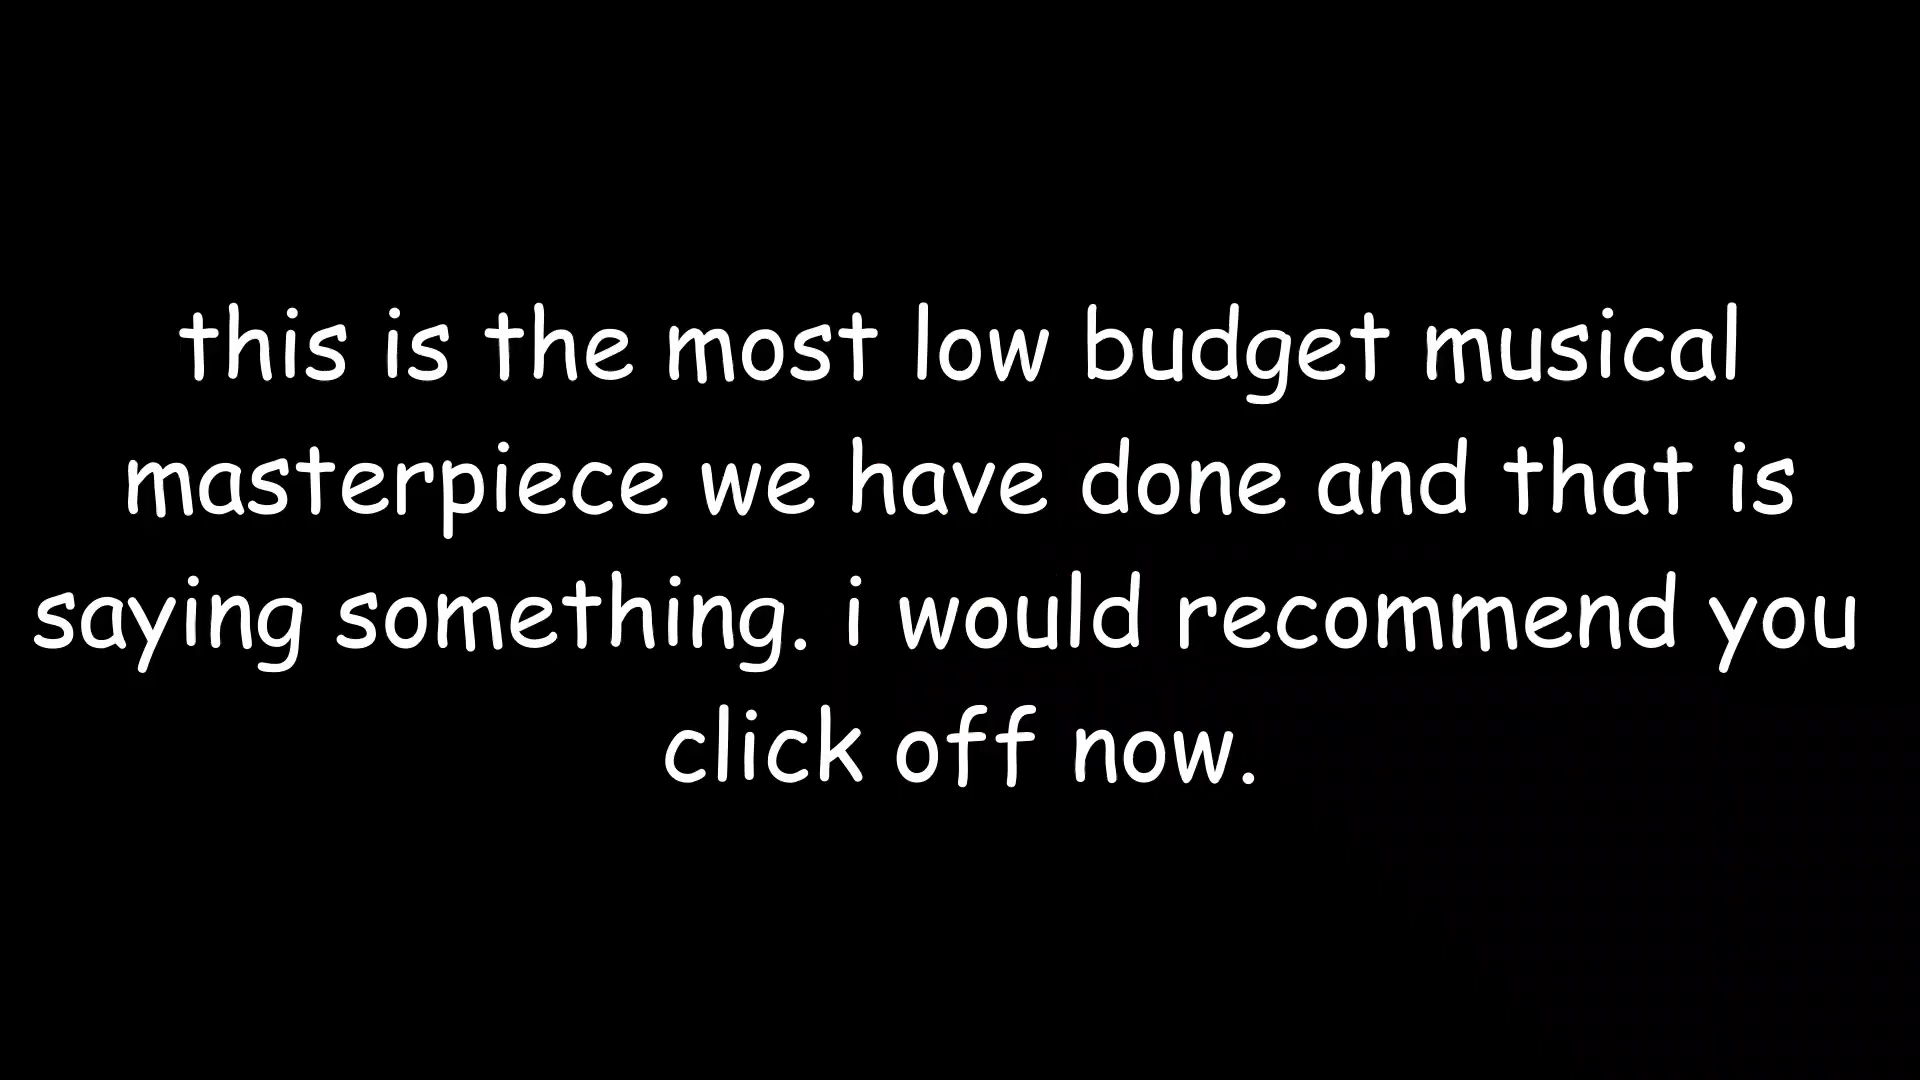 this is the most low budget musical
masterpiece we have done and that is
saying something. i would recommend you
click off now.